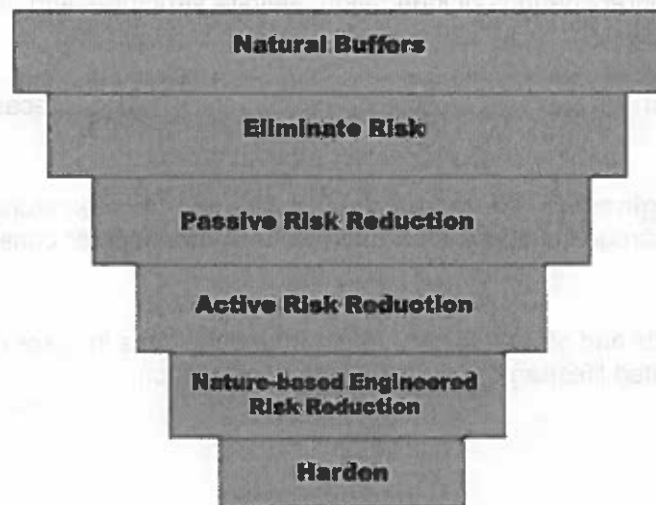 Natural Buffers
Eliminate Risk
Passive Risk Reduction
Active Risk Reduction
Nature-based Engineered
Risk Reduction
Harden